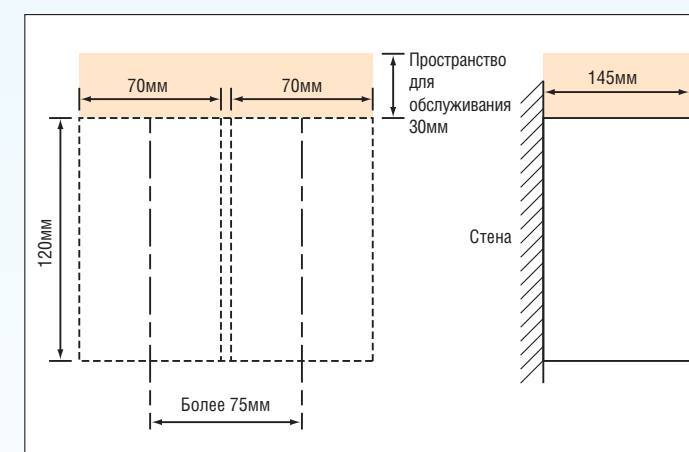 70мм
70мм
Пространство
для
обслуживания
30мм
145мм
120мм
Стена
Более 75мм